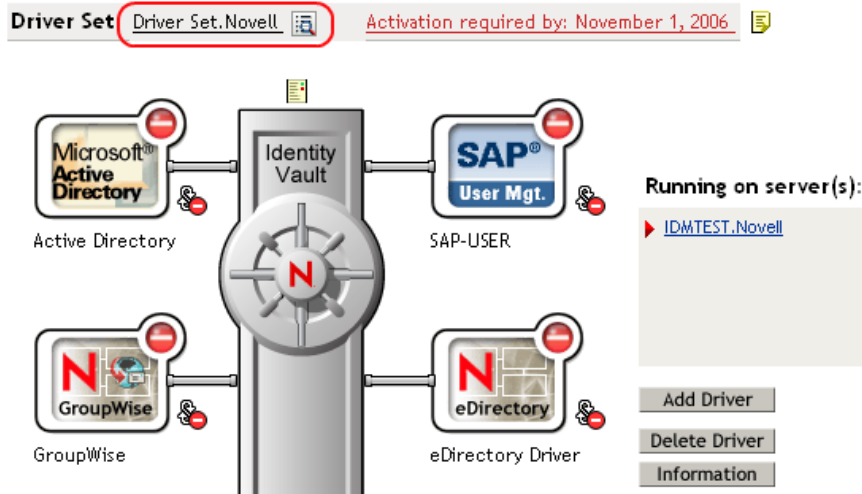 Driver Set Driver Set.Novell Activation required by: November 1, 2006
Microsoft®
Active
Directory
Active Directory
Identity
Vault
N
SAP®
User Mgt.
SAP-USER
Running on server(s):
IDMTEST.Novell
N
GroupWise
GroupWise
N
eDirectory
eDirectory Driver
Add Driver
Delete Driver
Information